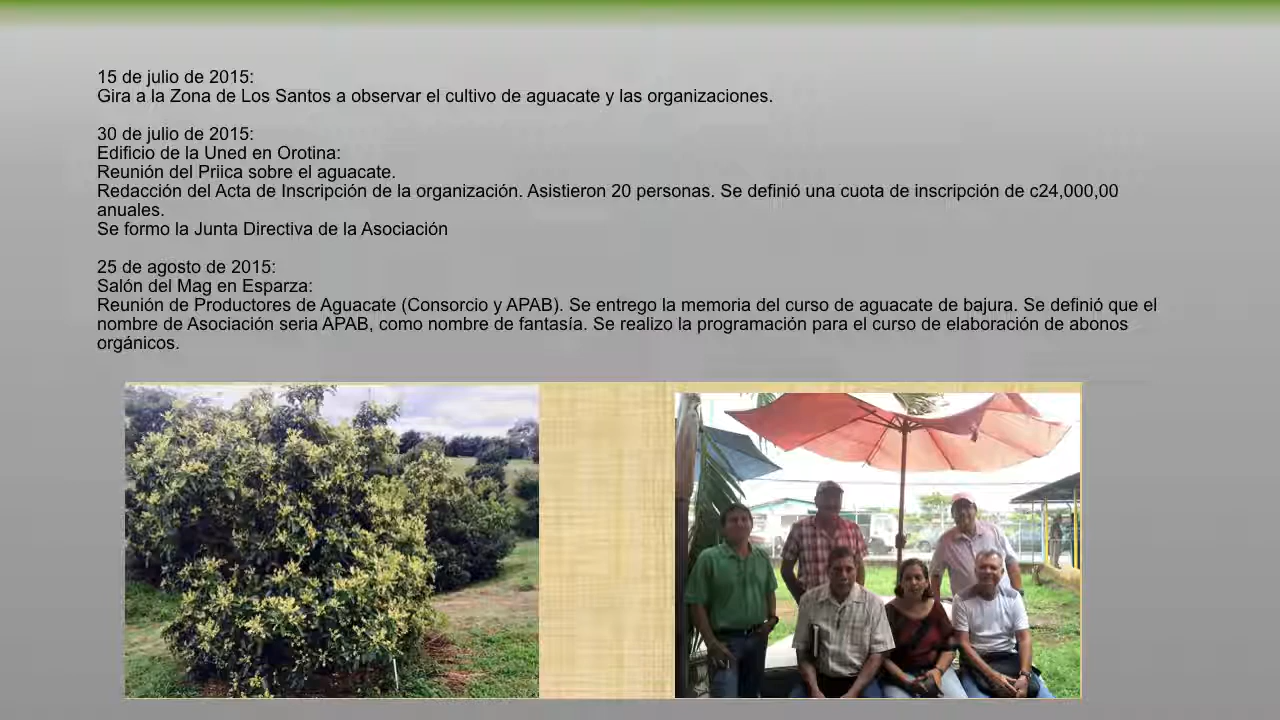 15 de julio de 2015:
Gira a la Zona de Los Santos a observar el cultivo de aguacate y las organizaciones.
30 de julio de 2015:
Edificio de la Uned en Orotina:
Reunión del Priica sobre el aguacate.
Redacción del Acta de Inscripción de la organización. Asistieron 20 personas. Se definió una cuota de inscripción de c24,000,00
anuales.
Se formo la Junta Directiva de la Asociación
25 de agosto de 2015:
Salón del Mag en Esparza:
Reunión de Productores de Aguacate (Consorcio y APAB). Se entrego la memoria del curso de aguacate de bajura. Se definió que el
nombre de Asociación seria APAB, como nombre de fantasía. Se realizo la programación para el curso de elaboración de abonos
orgánicos.